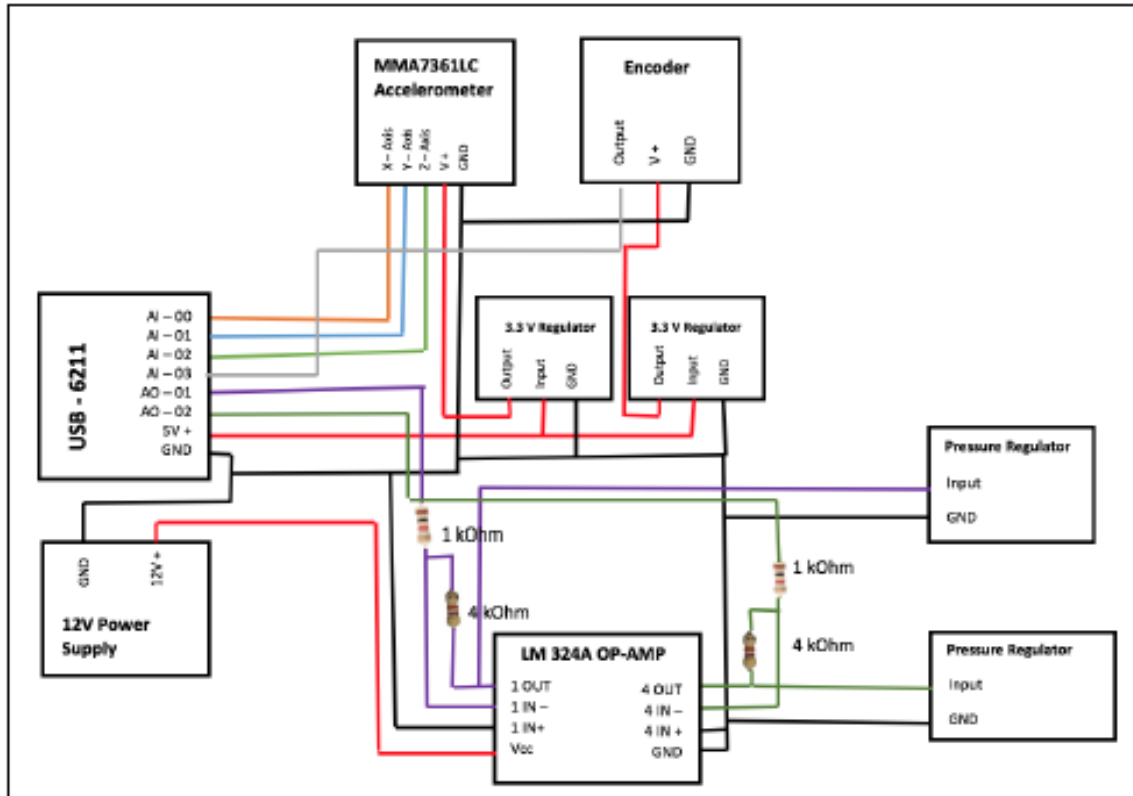 MMA7361LC
Accelerometer
X – Axis
Y – Axis
Z – Axis
V +
GND
Encoder
Output
V +
GND
USB - 6211
AI – 00
AI – 01
AI – 02
AI – 03
AO – 01
AO – 02
5V +
GND
3.3 V Regulator
Output
Input
GND
3.3 V Regulator
Output
Input
GND
Pressure Regulator
Input
GND
GND
12V +
12V Power
Supply
1 kOhm
4 kOhm
1 kOhm
4 kOhm
LM 324A OP-AMP
1 OUT
1 IN –
1 IN+
Vcc
4 OUT
4 IN –
4 IN +
GND
Pressure Regulator
Input
GND